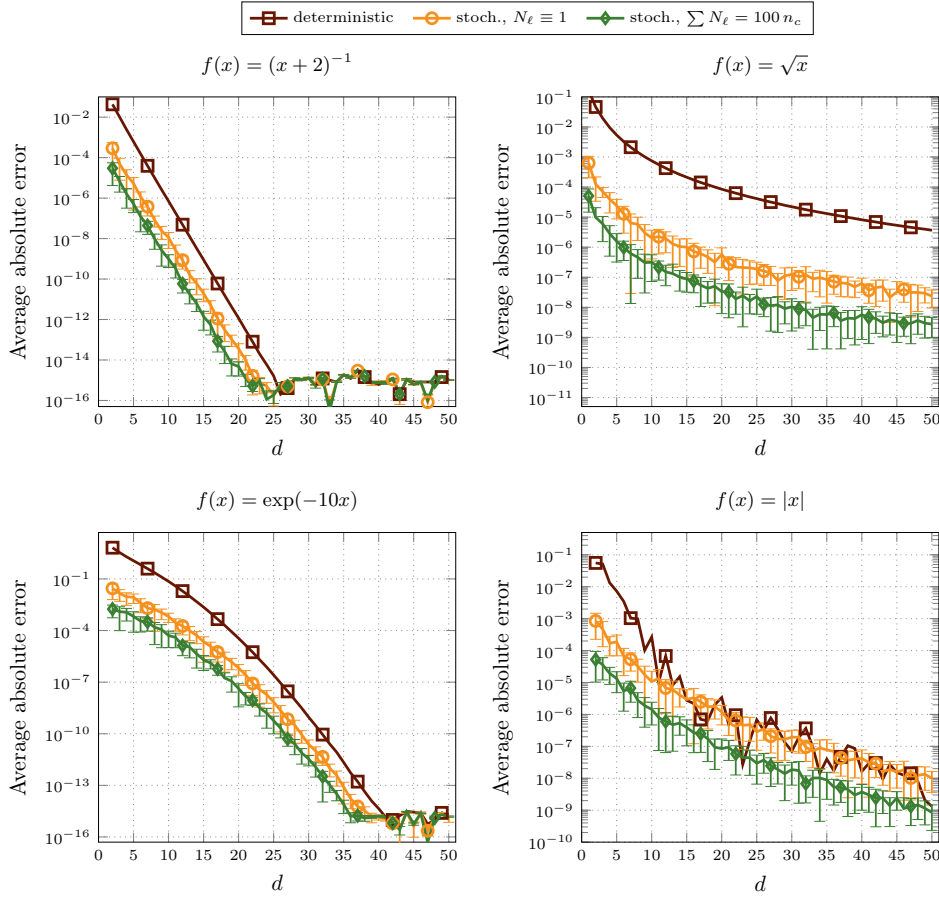 deterministic stoch., $N_\ell \equiv 1$ stoch., $\sum N_\ell = 100\, n_c$
$f(x) = (x+2)^{-1}$
Average absolute error
$10^{-2}$
$10^{-4}$
$10^{-6}$
$10^{-8}$
$10^{-10}$
$10^{-12}$
$10^{-14}$
$10^{-16}$
0 5 10 15 20 25 30 35 40 45 50
$d$
$f(x) = \sqrt{x}$
Average absolute error
$10^{-1}$
$10^{-2}$
$10^{-3}$
$10^{-4}$
$10^{-5}$
$10^{-6}$
$10^{-7}$
$10^{-8}$
$10^{-9}$
$10^{-10}$
$10^{-11}$
0 5 10 15 20 25 30 35 40 45 50
$d$
$f(x) = \exp(-10x)$
Average absolute error
$10^{-1}$
$10^{-4}$
$10^{-7}$
$10^{-10}$
$10^{-13}$
$10^{-16}$
0 5 10 15 20 25 30 35 40 45 50
$d$
$f(x) = |x|$
Average absolute error
$10^{-1}$
$10^{-2}$
$10^{-3}$
$10^{-4}$
$10^{-5}$
$10^{-6}$
$10^{-7}$
$10^{-8}$
$10^{-9}$
$10^{-10}$
0 5 10 15 20 25 30 35 40 45 50
$d$